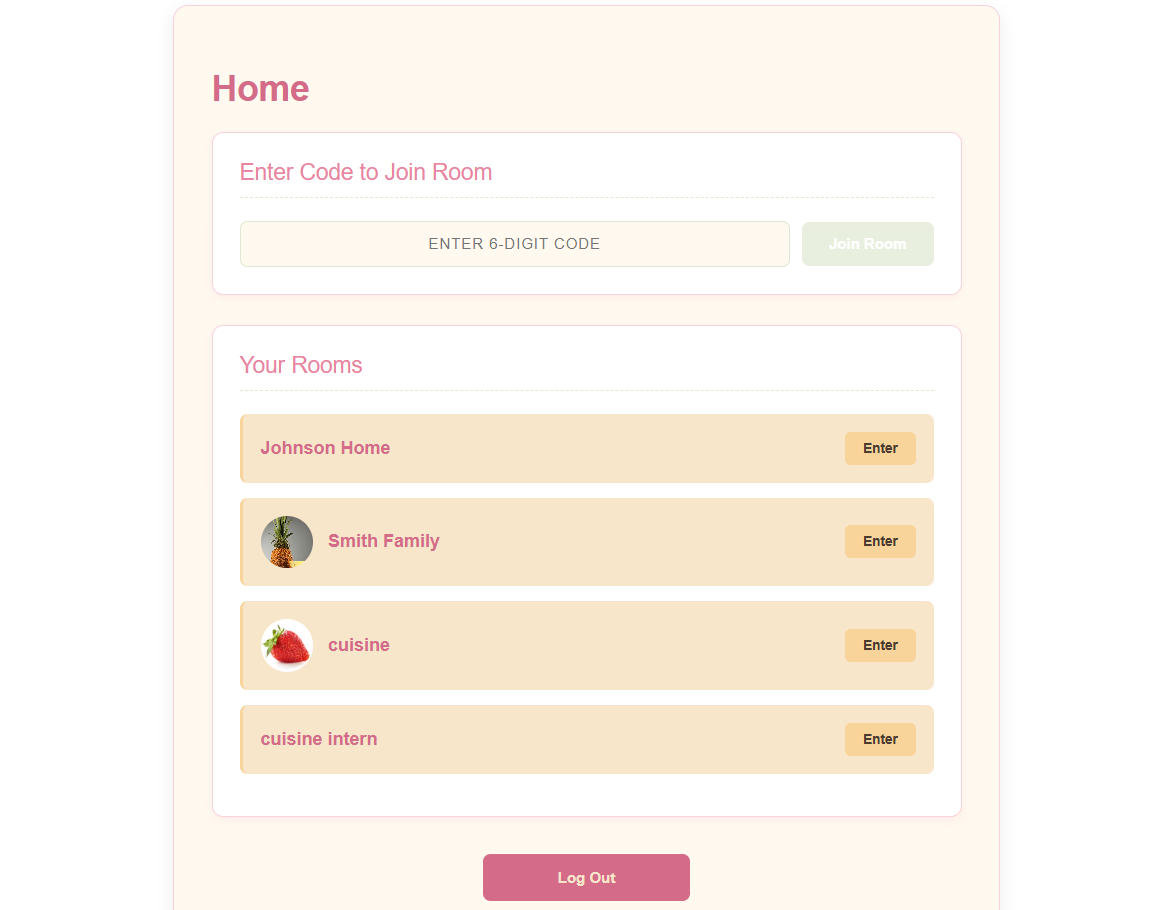 Home
Enter Code to Join Room
ENTER 6-DIGIT CODE
Join Room
Your Rooms
Johnson Home
Enter
Smith Family
Enter
cuisine
Enter
cuisine intern
Enter
Log Out